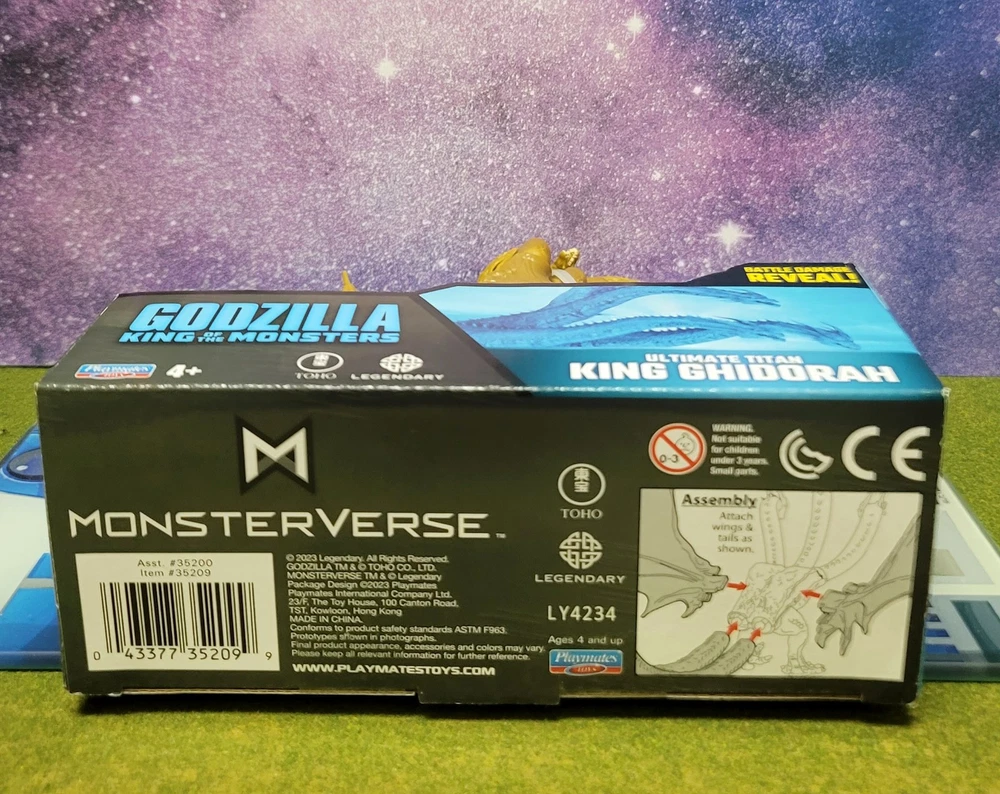 BATTLE DAMAGE
REVEAL!
GODZILLA
KING OF THE MONSTERS
Playmates
TOYS
4+
TOHO
LEGENDARY
ULTIMATE TITAN
KING GHIDORAH
M
MONSTERVERSE™
Asst. #35200
Item #35209
0 43377 35209 9
© 2023 Legendary. All Rights Reserved.
GODZILLA TM & © TOHO CO., LTD.
MONSTERVERSE TM & © Legendary
Package Design ©2023 Playmates
Playmates International Company Ltd.
23/F, The Toy House, 100 Canton Road,
TST, Kowloon, Hong Kong
MADE IN CHINA.
Conforms to product safety standards ASTM F963.
Prototypes shown in photographs.
Final product appearance, accessories and colors may vary.
Please keep all relevant information for further reference.
WWW.PLAYMATESTOYS.COM
東宝
TOHO
LEGENDARY
LY4234
Ages 4 and up
Playmates
TOYS
0-3
WARNING.
Not suitable
for children
under 3 years.
Small parts.
CE
Assembly
Attach
wings &
tails as
shown.